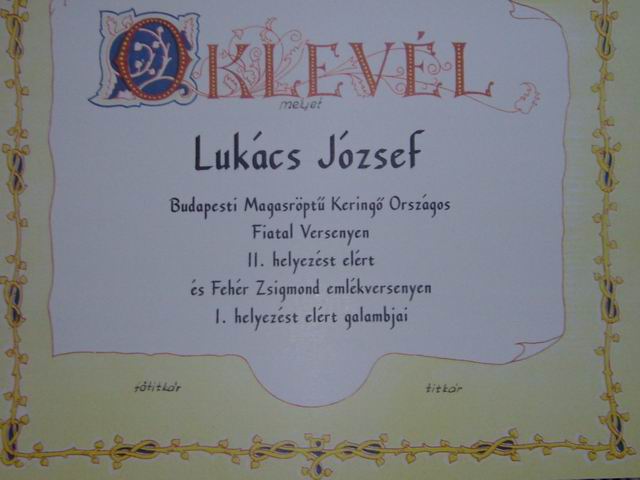 OKLEVÉL
melyet
Lukács József
Budapesti Magasröptű Keringő Országos
Fiatal Versenyen
II. helyezést elért
és Fehér Zsigmond emlékversenyen
I. helyezést elért galambjai
főtitkár titkár